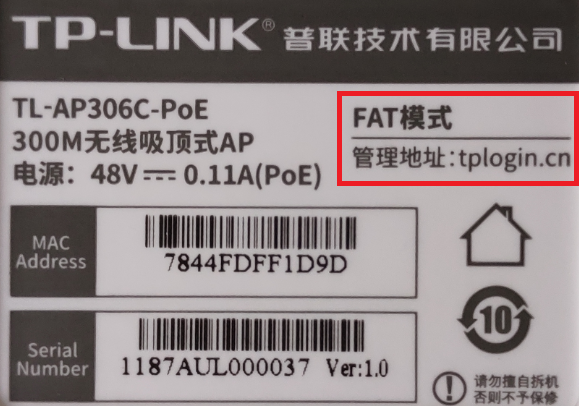 TP-LINK® 普联技术有限公司
TL-AP306C-PoE
300M无线吸顶式AP
电源：48V⎓0.11A(PoE)
FAT模式
管理地址：tplogin.cn
MAC
Address
7844FDFF1D9D
Serial
Number
1187AUL000037 Ver:1.0
10
请勿擅自拆机
否则不予保修